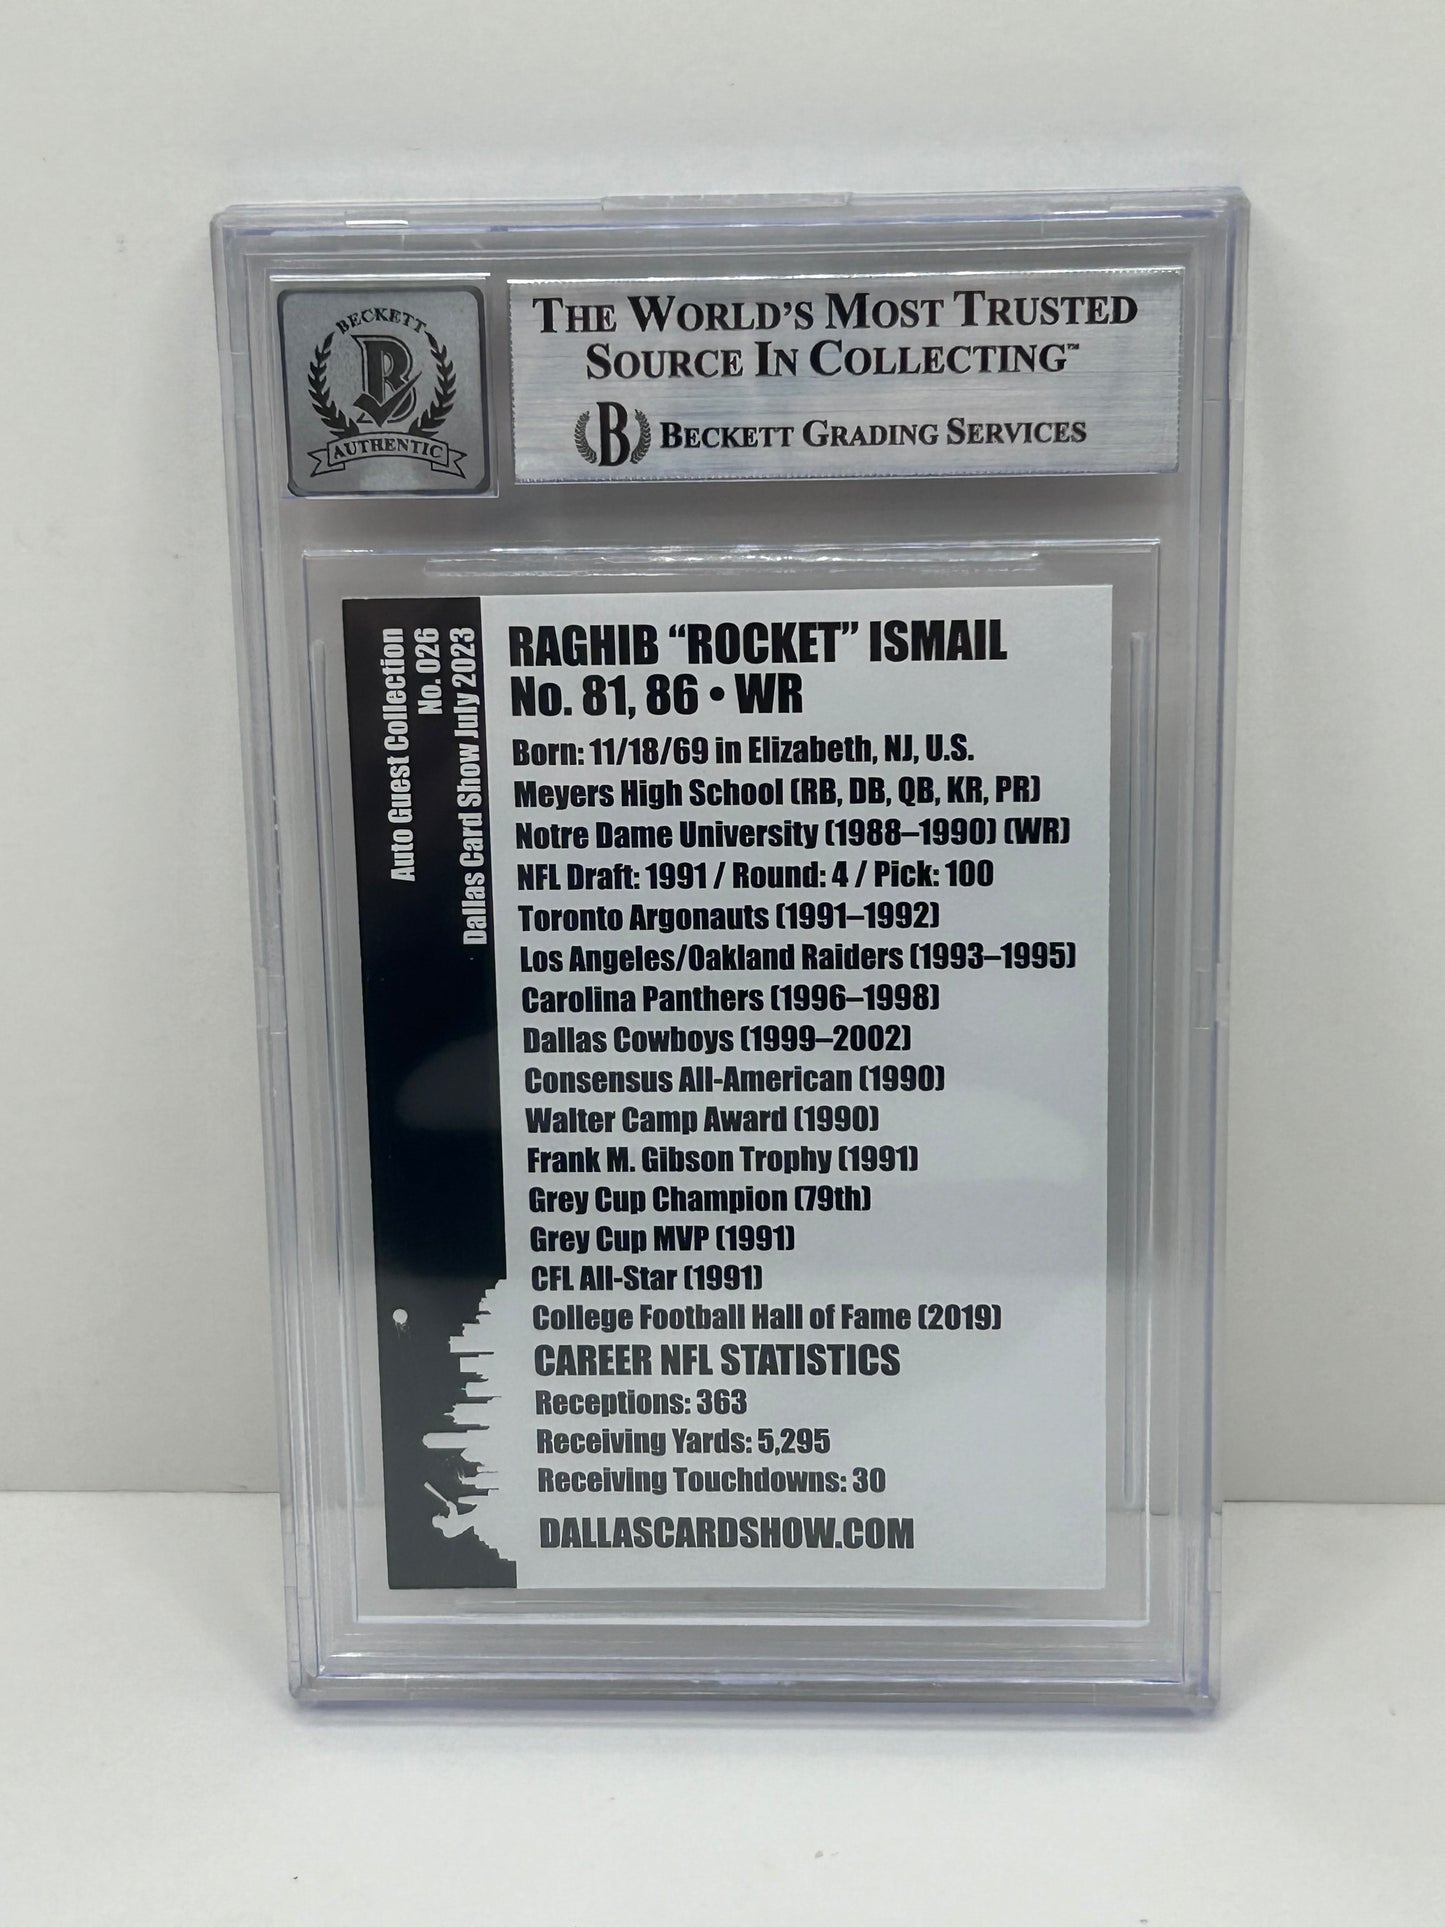 BECKETT
AUTHENTIC
THE WORLD'S MOST TRUSTED
SOURCE IN COLLECTING™
B BECKETT GRADING SERVICES
Auto Guest Collection
No. 026
Dallas Card Show July 2023
RAGHIB “ROCKET” ISMAIL
No. 81, 86 • WR
Born: 11/18/69 in Elizabeth, NJ, U.S.
Meyers High School (RB, DB, QB, KR, PR)
Notre Dame University (1988–1990) (WR)
NFL Draft: 1991 / Round: 4 / Pick: 100
Toronto Argonauts (1991–1992)
Los Angeles/Oakland Raiders (1993–1995)
Carolina Panthers (1996–1998)
Dallas Cowboys (1999–2002)
Consensus All-American (1990)
Walter Camp Award (1990)
Frank M. Gibson Trophy (1991)
Grey Cup Champion (79th)
Grey Cup MVP (1991)
CFL All-Star (1991)
College Football Hall of Fame (2019)
CAREER NFL STATISTICS
Receptions: 363
Receiving Yards: 5,295
Receiving Touchdowns: 30
DALLASCARDSHOW.COM